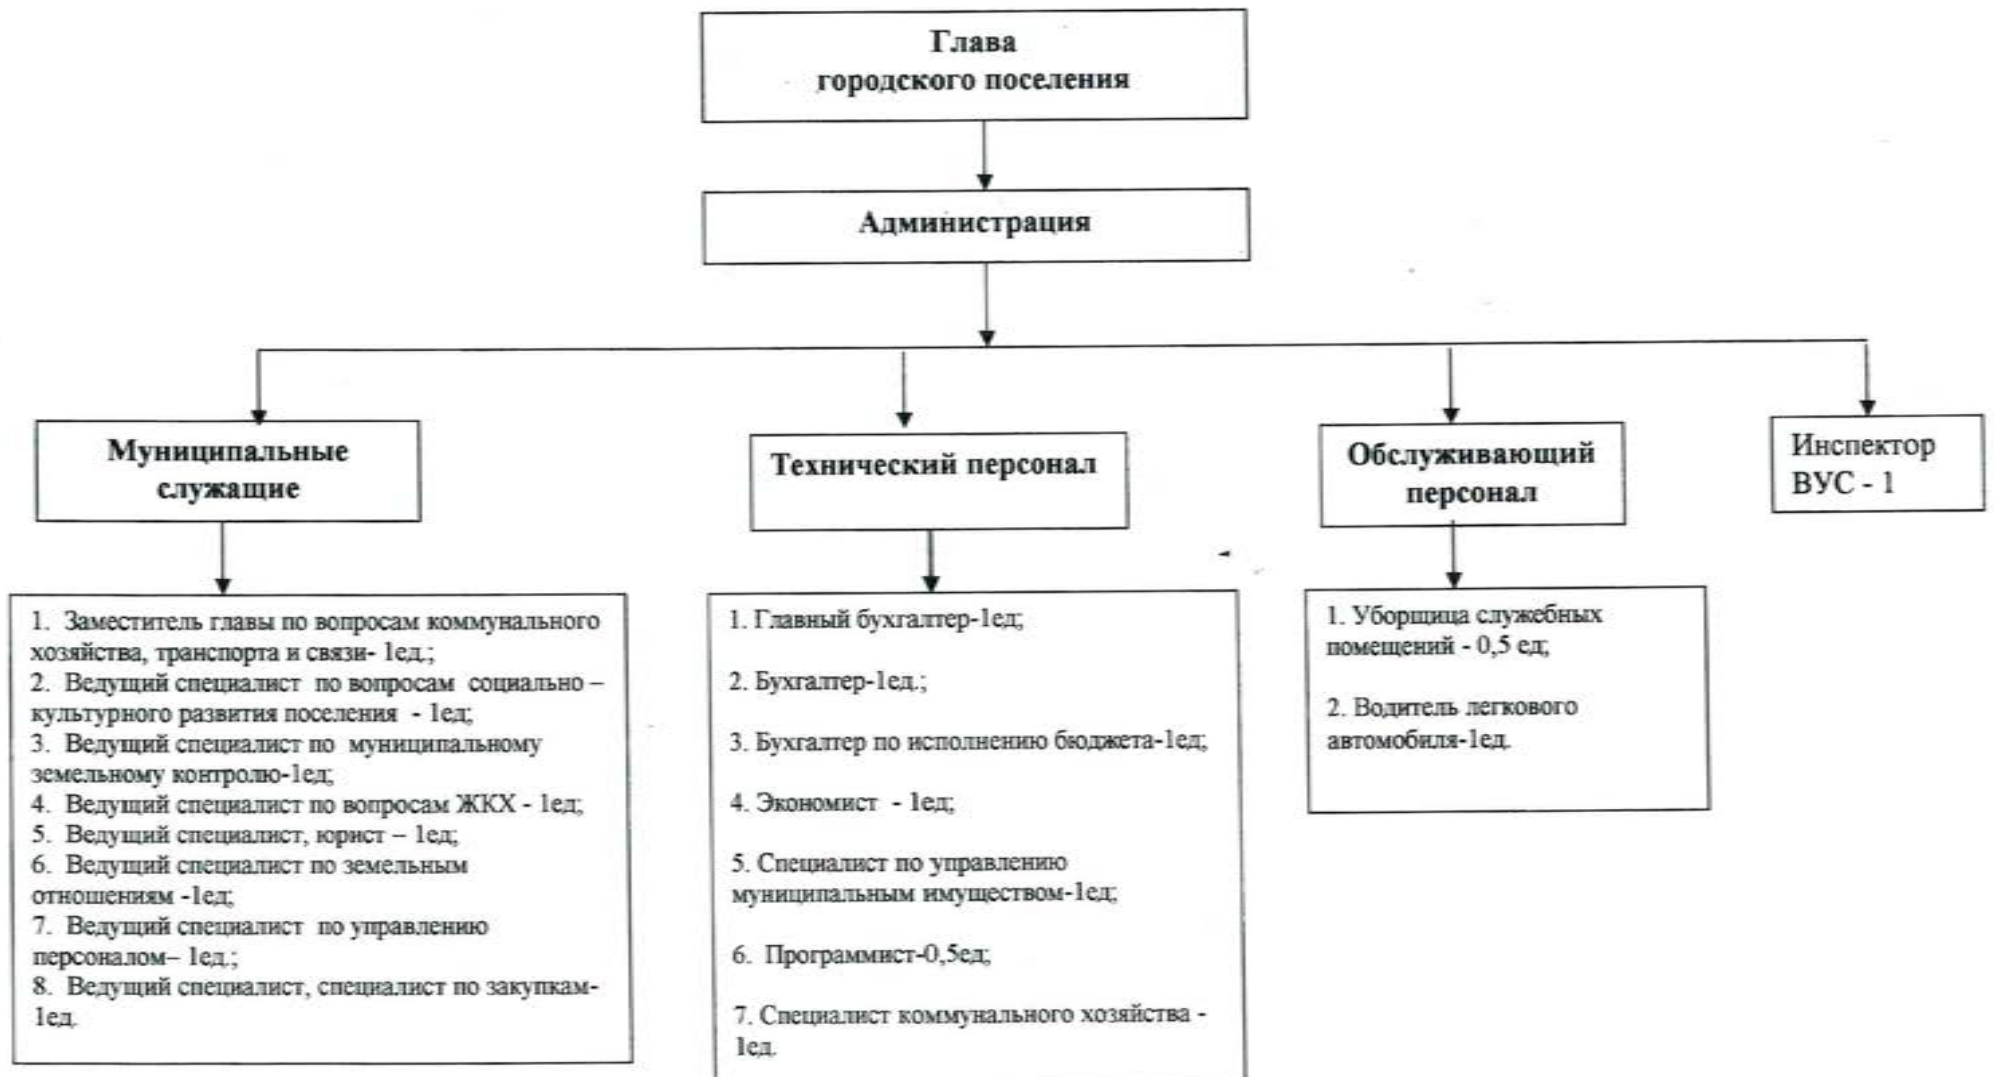 Глава
городского поселения
Администрация
Муниципальные
служащие
Технический персонал
Обслуживающий
персонал
Инспектор
ВУС - 1
1. Заместитель главы по вопросам коммунального
хозяйства, транспорта и связи- 1ед.;
2. Ведущий специалист по вопросам социально –
культурного развития поселения - 1ед;
3. Ведущий специалист по муниципальному
земельному контролю-1ед;
4. Ведущий специалист по вопросам ЖКХ - 1ед;
5. Ведущий специалист, юрист – 1ед;
6. Ведущий специалист по земельным
отношениям -1ед;
7. Ведущий специалист по управлению
персоналом– 1ед.;
8. Ведущий специалист, специалист по закупкам-
1ед.
1. Главный бухгалтер-1ед;
2. Бухгалтер-1ед.;
3. Бухгалтер по исполнению бюджета-1ед;
4. Экономист - 1ед;
5. Специалист по управлению
муниципальным имуществом-1ед;
6. Программист-0,5ед;
7. Специалист коммунального хозяйства -
1ед.
1. Уборщица служебных
помещений - 0,5 ед;
2. Водитель легкового
автомобиля-1ед.